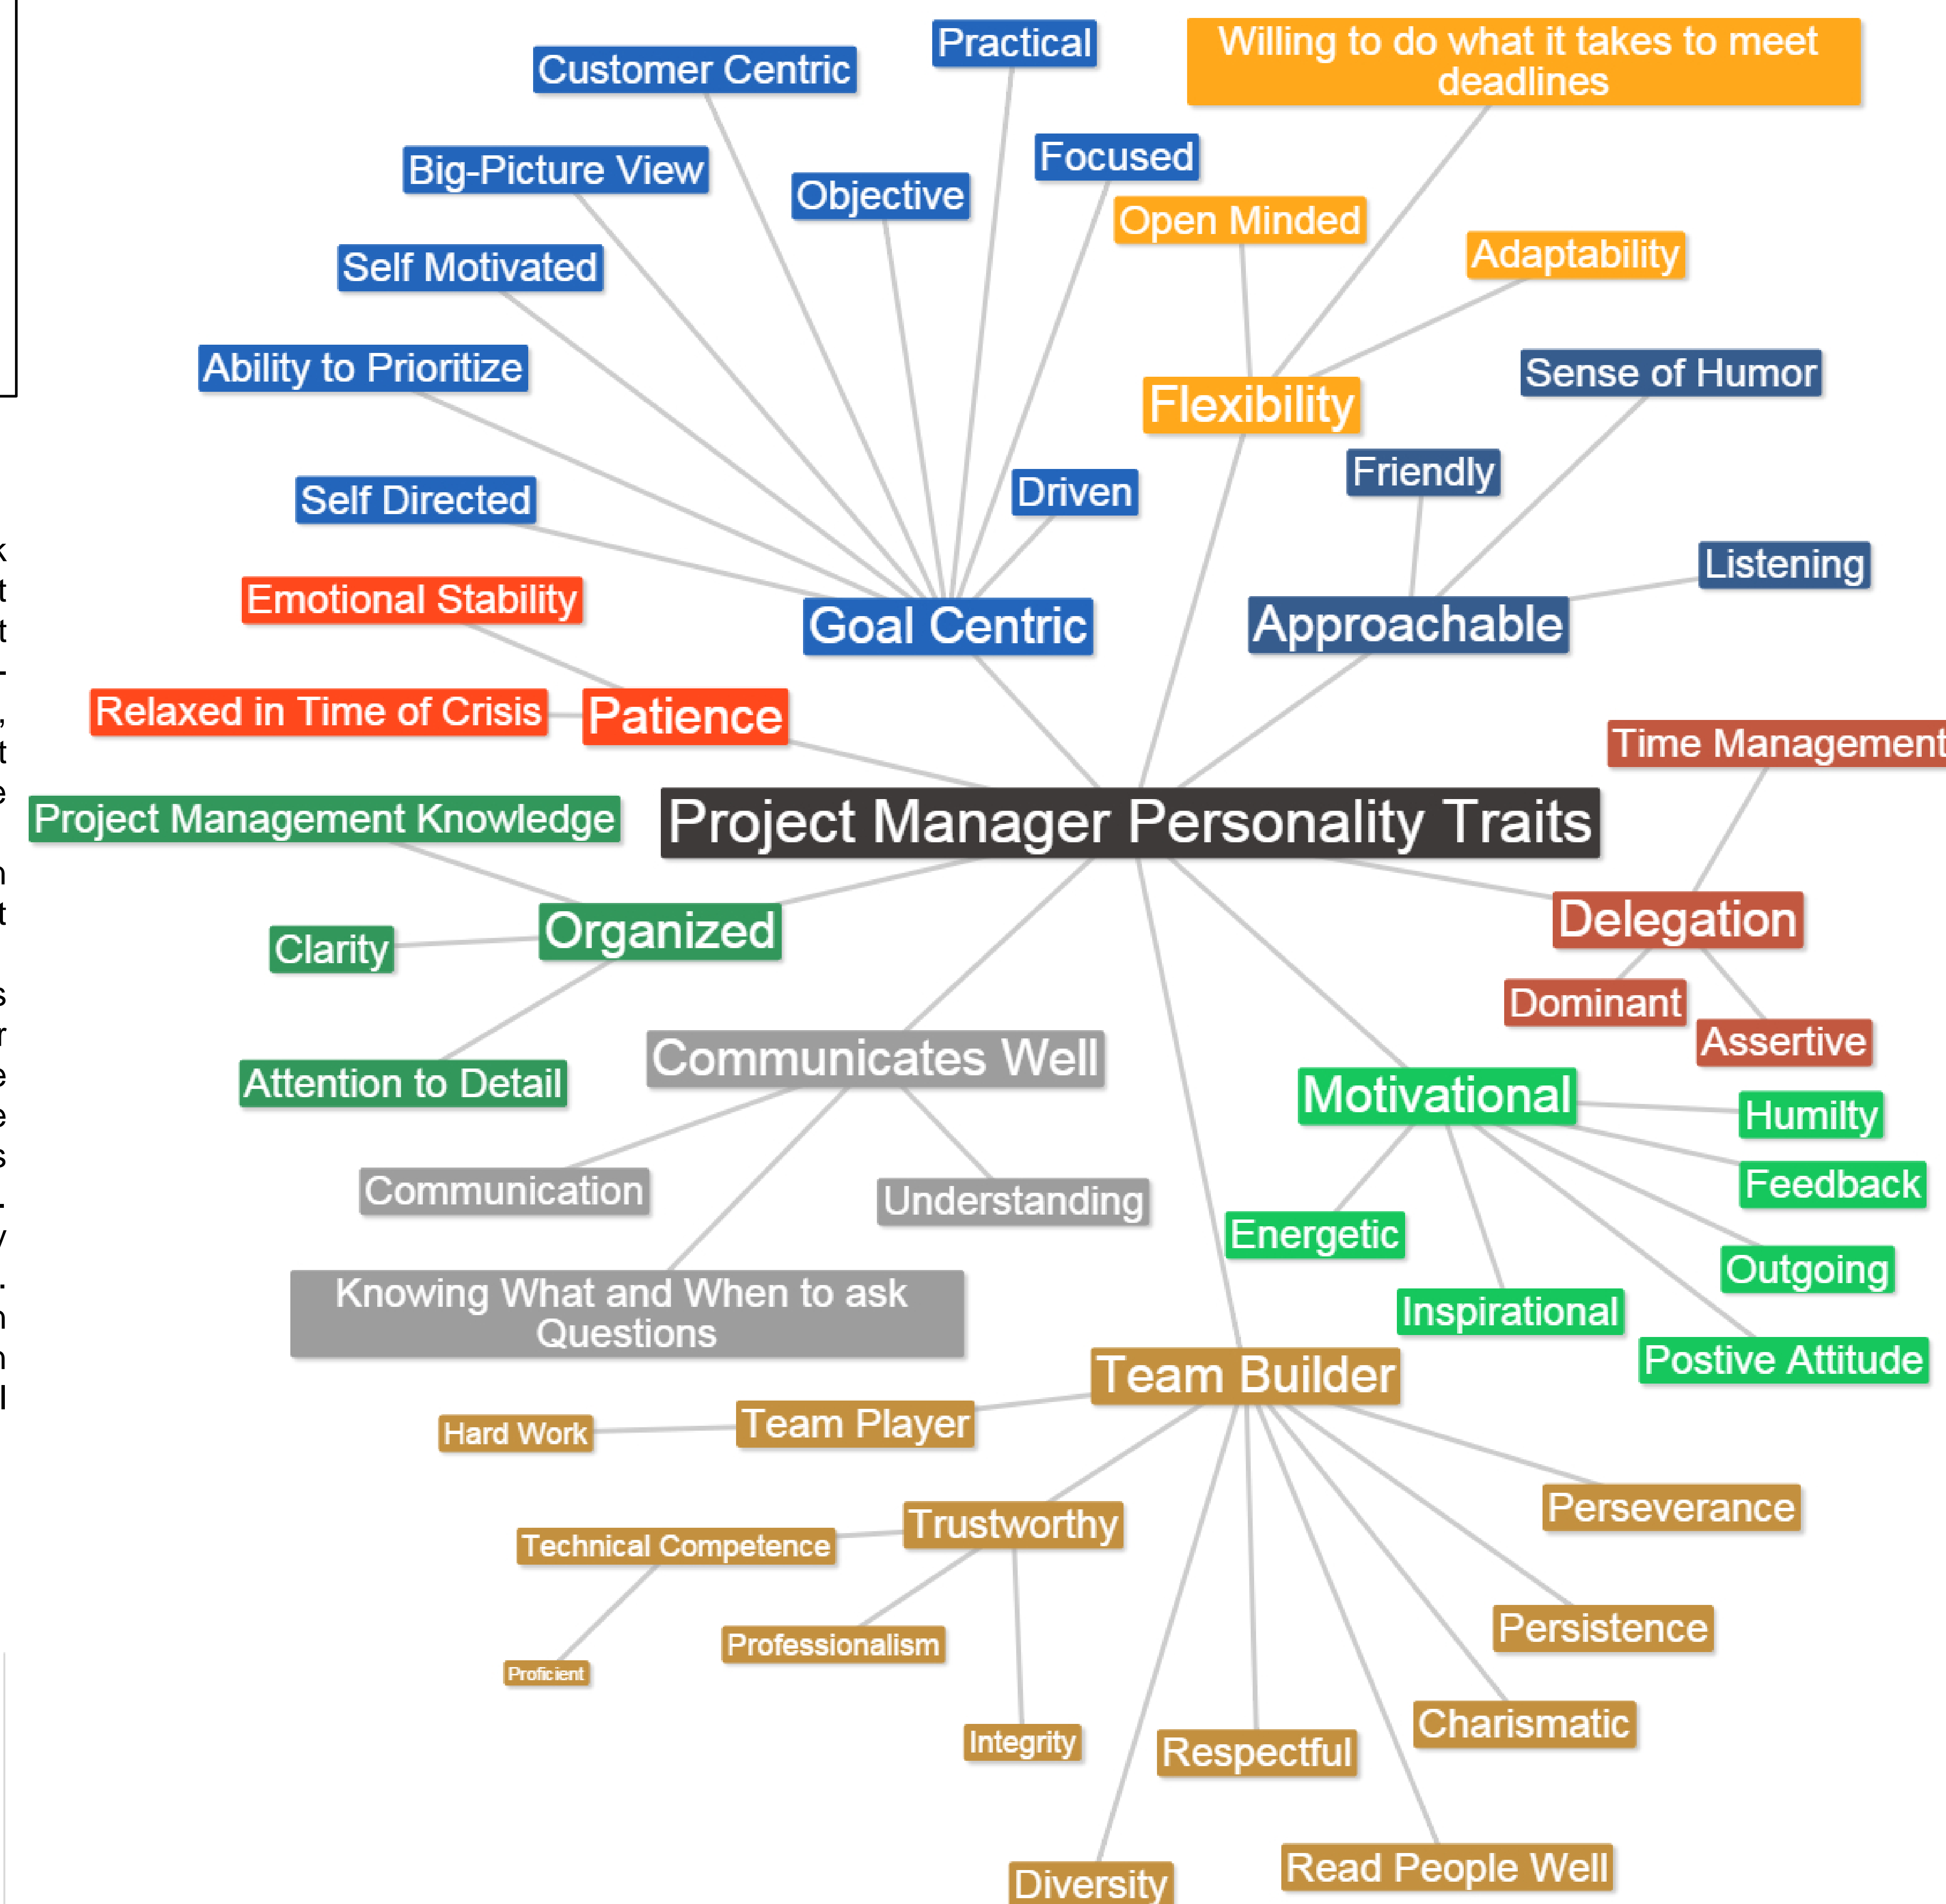 Practical
Willing to do what it takes to meet
deadlines
Customer Centric
Focused
Big-Picture View
Objective
Open Minded
Adaptability
Self Motivated
Ability to Prioritize
Sense of Humor
Flexibility
Friendly
Self Directed
Driven
Listening
Emotional Stability
Goal Centric
Approachable
Relaxed in Time of Crisis
Patience
Time Management
Project Management Knowledge
Project Manager Personality Traits
Delegation
Organized
Clarity
Dominant
Assertive
Communicates Well
Attention to Detail
Motivational
Humilty
Feedback
Communication
Understanding
Energetic
Outgoing
Knowing What and When to ask
Questions
Inspirational
Postive Attitude
Team Builder
Team Player
Hard Work
Perseverance
Trustworthy
Technical Competence
Persistence
Professionalism
Proficient
Charismatic
Integrity
Respectful
Read People Well
Diversity